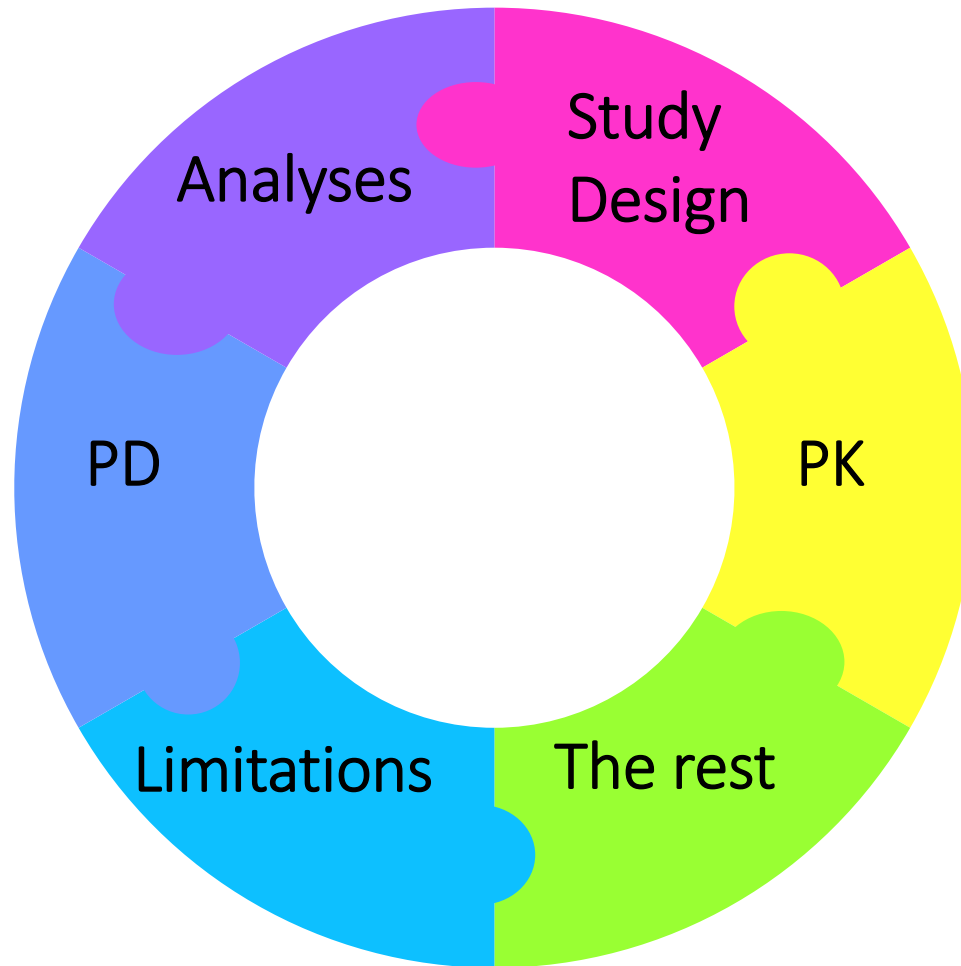 Study
Design
Analyses
PD
PK
Limitations
The rest